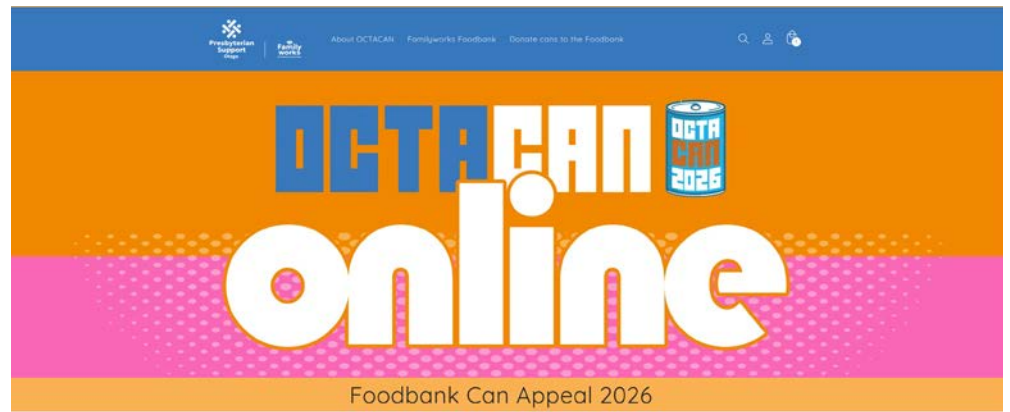 Presbyterian
Support
Otago
Family
works
About OCTACAN Familyworks Foodbank Donate cans to the Foodbank
OCTACAN
OCTA
CAN
2026
online
Foodbank Can Appeal 2026